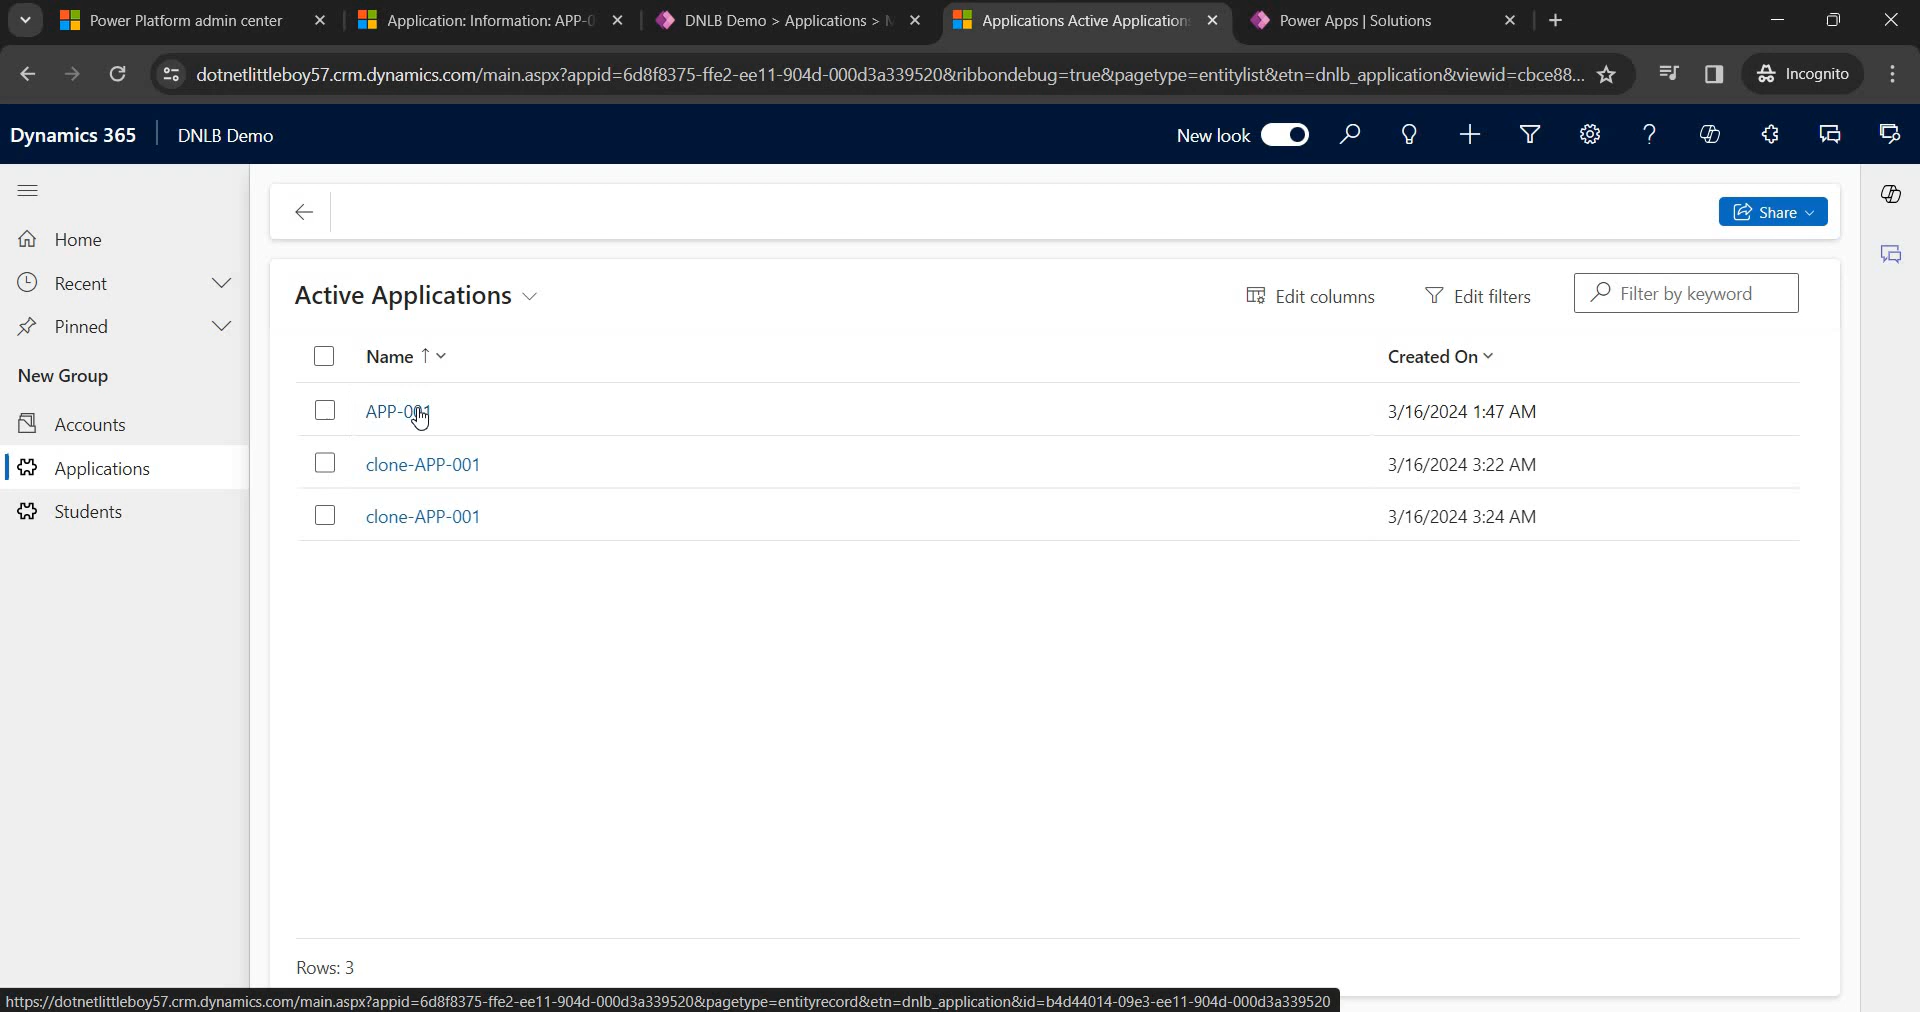 Power Platform admin center
Application: Information: APP-0
DNLB Demo > Applications >
Applications Active Application
Power Apps | Solutions
dotnetlittleboy57.crm.dynamics.com/main.aspx?appid=6d8f8375-ffe2-ee11-904d-000d3a339520&ribbondebug=true&pagetype=entitylist&etn=dnlb_application&viewid=cbce88...
Incognito
Dynamics 365
DNLB Demo
New look
Home
Recent
Pinned
New Group
Accounts
Applications
Students
Share
Active Applications
Edit columns
Edit filters
Filter by keyword
Name ↑
Created On
APP-001
3/16/2024 1:47 AM
clone-APP-001
3/16/2024 3:22 AM
clone-APP-001
3/16/2024 3:24 AM
Rows: 3
https://dotnetlittleboy57.crm.dynamics.com/main.aspx?appid=6d8f8375-ffe2-ee11-904d-000d3a339520&pagetype=entityrecord&etn=dnlb_application&id=b4d44014-09e3-ee11-904d-000d3a339520